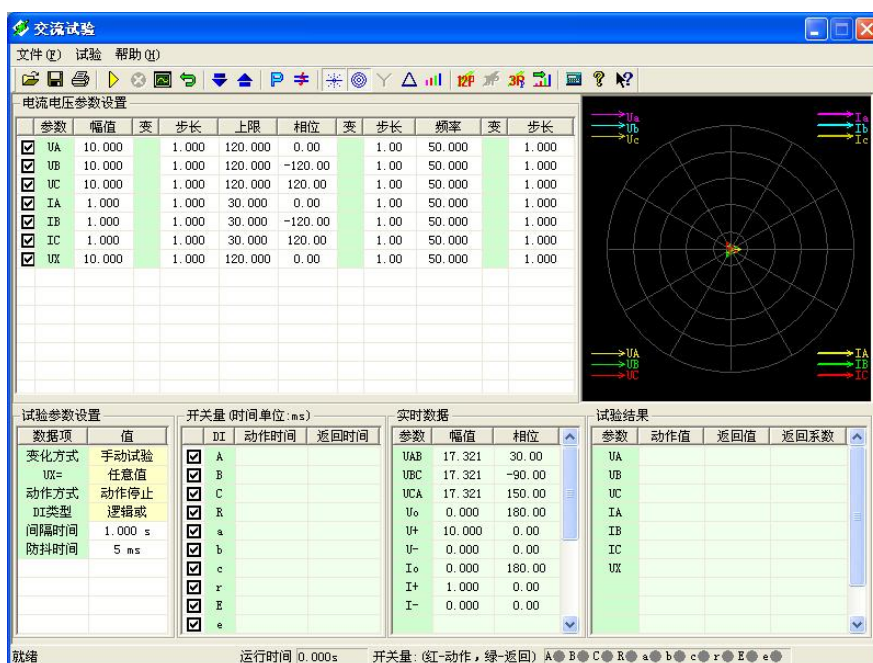 交流试验
文件(F) 试验 帮助(H)
P 12P 3R
电流电压参数设置
参数 幅值 变 步长 上限 相位 变 步长 频率 变 步长
UA 10.000 1.000 120.000 0.00 1.00 50.000 1.000
UB 10.000 1.000 120.000 -120.00 1.00 50.000 1.000
UC 10.000 1.000 120.000 120.00 1.00 50.000 1.000
IA 1.000 1.000 30.000 0.00 1.00 50.000 1.000
IB 1.000 1.000 30.000 -120.00 1.00 50.000 1.000
IC 1.000 1.000 30.000 120.00 1.00 50.000 1.000
UX 10.000 1.000 120.000 0.00 1.00 50.000 1.000
Ua Ia
Ub Ib
Uc Ic
UA IA
UB IB
UC IC
试验参数设置
数据项 值
变化方式 手动试验
UX= 任意值
动作方式 动作停止
DI类型 逻辑或
间隔时间 1.000 s
防抖时间 5 ms
开关量(时间单位:ms)
DI 动作时间 返回时间
A
B
C
R
a
b
c
r
E
e
实时数据
参数 幅值 相位
UAB 17.321 30.00
UBC 17.321 -90.00
UCA 17.321 150.00
Uo 0.000 180.00
U+ 10.000 0.00
U- 0.000 0.00
Io 0.000 180.00
I+ 1.000 0.00
I- 0.000 0.00
试验结果
参数 动作值 返回值 返回系数
UA
UB
UC
IA
IB
IC
UX
就绪 运行时间 0.000s 开关量:(红-动作,绿-返回) A B C R a b c r E e